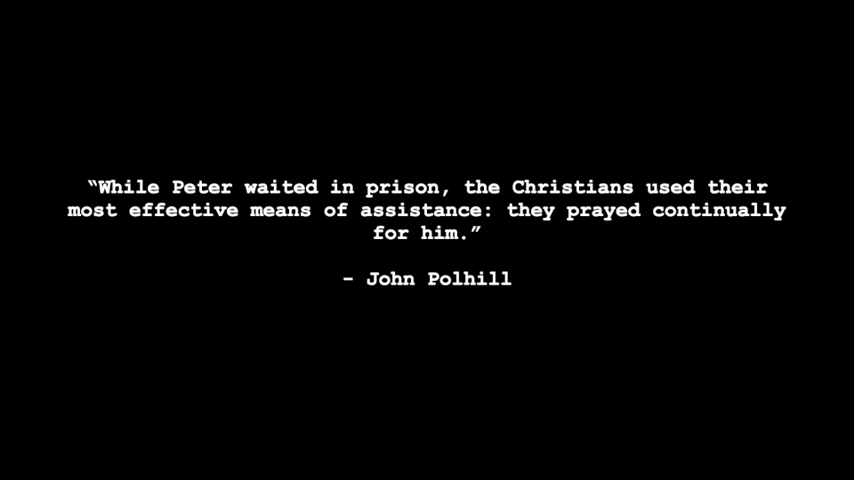 “While Peter waited in prison, the Christians used their
most effective means of assistance: they prayed continually
for him.”
– John Polhill